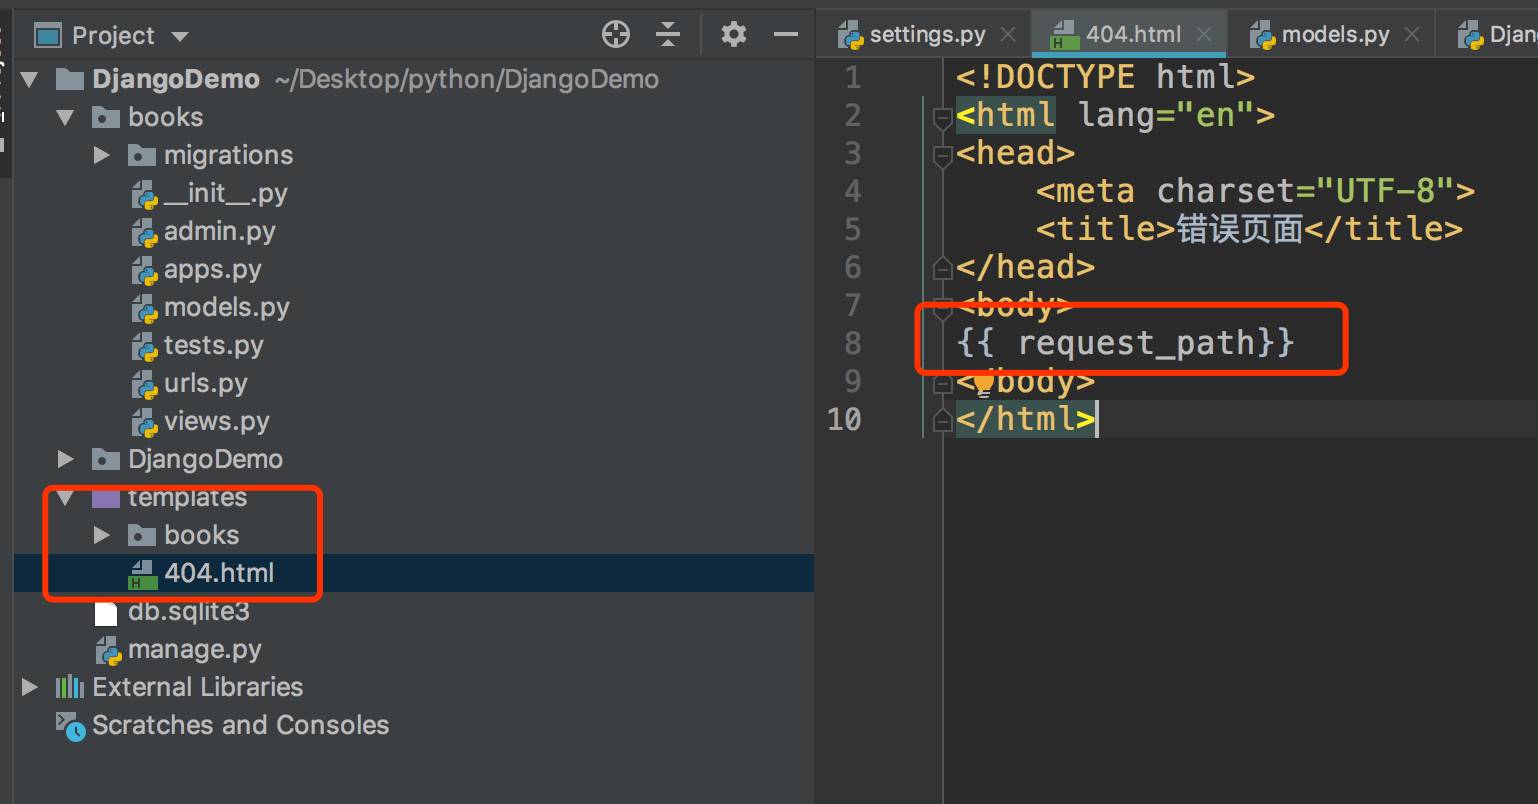 Project
DjangoDemo ~/Desktop/python/DjangoDemo
books
migrations
__init__.py
admin.py
apps.py
models.py
tests.py
urls.py
views.py
DjangoDemo
templates
books
404.html
db.sqlite3
manage.py
External Libraries
Scratches and Consoles
settings.py 404.html models.py
1 <!DOCTYPE html>
2 <html lang="en">
3 <head>
4 <meta charset="UTF-8">
5 <title>错误页面</title>
6 </head>
7 <body>
8 {{ request_path}}
9 </body>
10 </html>